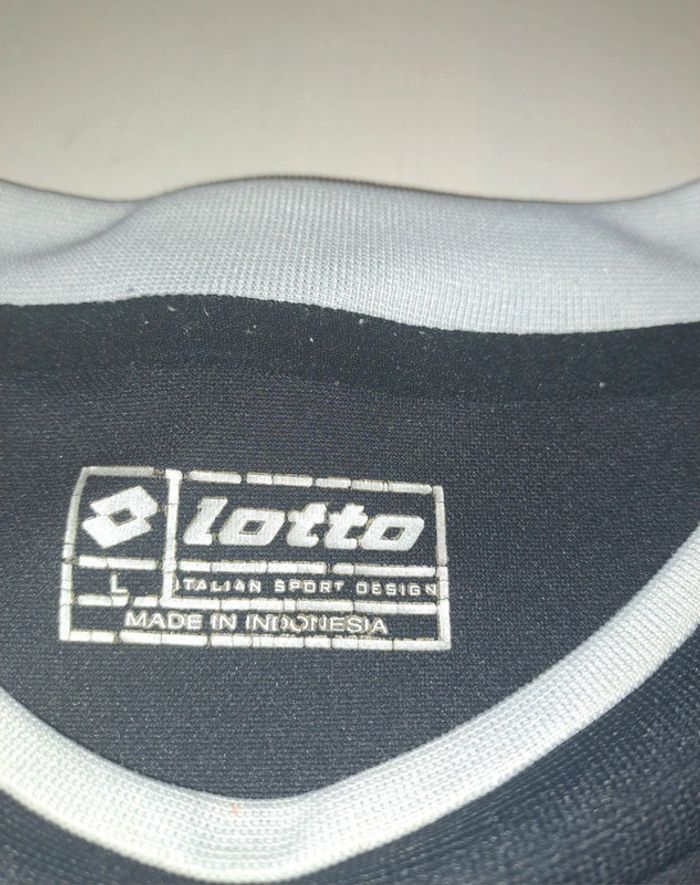 lotto
L ITALIAN SPORT DESIGN
MADE IN INDONESIA